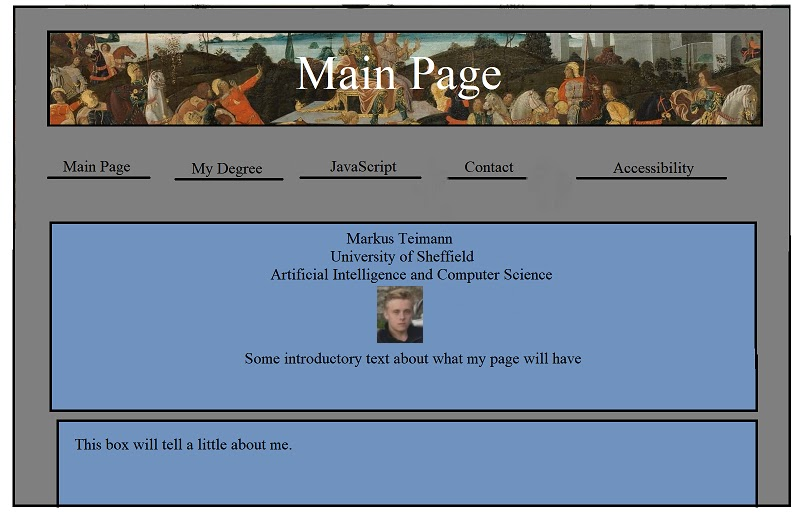 Main Page
Main Page My Degree JavaScript Contact Accessibility
Markus Teimann
University of Sheffield
Artificial Intelligence and Computer Science
Some introductory text about what my page will have
This box will tell a little about me.